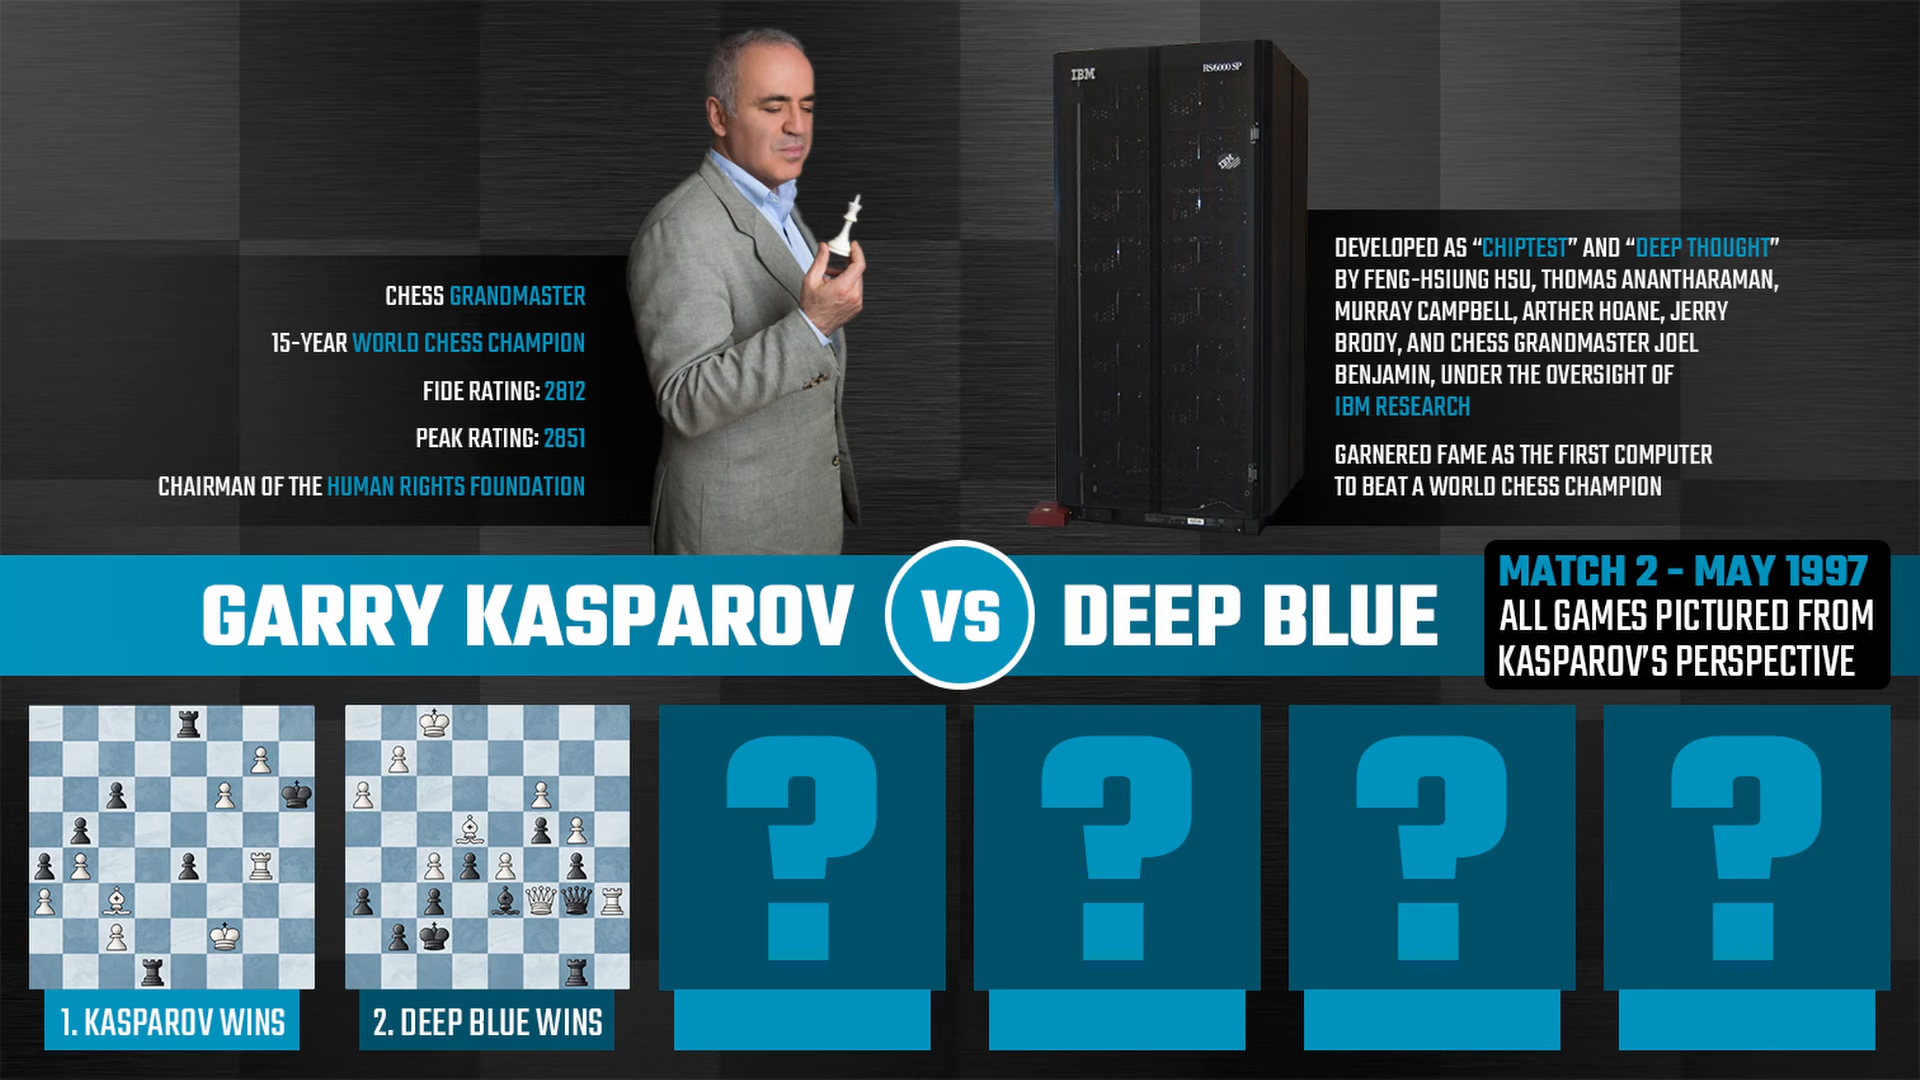 IBM
RS/6000 SP
IBM
CHESS GRANDMASTER
15-YEAR WORLD CHESS CHAMPION
FIDE RATING: 2812
PEAK RATING: 2851
CHAIRMAN OF THE HUMAN RIGHTS FOUNDATION
DEVELOPED AS “CHIPTEST” AND “DEEP THOUGHT”
BY FENG-HSIUNG HSU, THOMAS ANANTHARAMAN,
MURRAY CAMPBELL, ARTHER HOANE, JERRY
BRODY, AND CHESS GRANDMASTER JOEL
BENJAMIN, UNDER THE OVERSIGHT OF
IBM RESEARCH
GARNERED FAME AS THE FIRST COMPUTER
TO BEAT A WORLD CHESS CHAMPION
GARRY KASPAROV VS DEEP BLUE
MATCH 2 - MAY 1997
ALL GAMES PICTURED FROM
KASPAROV’S PERSPECTIVE
? ? ? ?
1. KASPAROV WINS
2. DEEP BLUE WINS